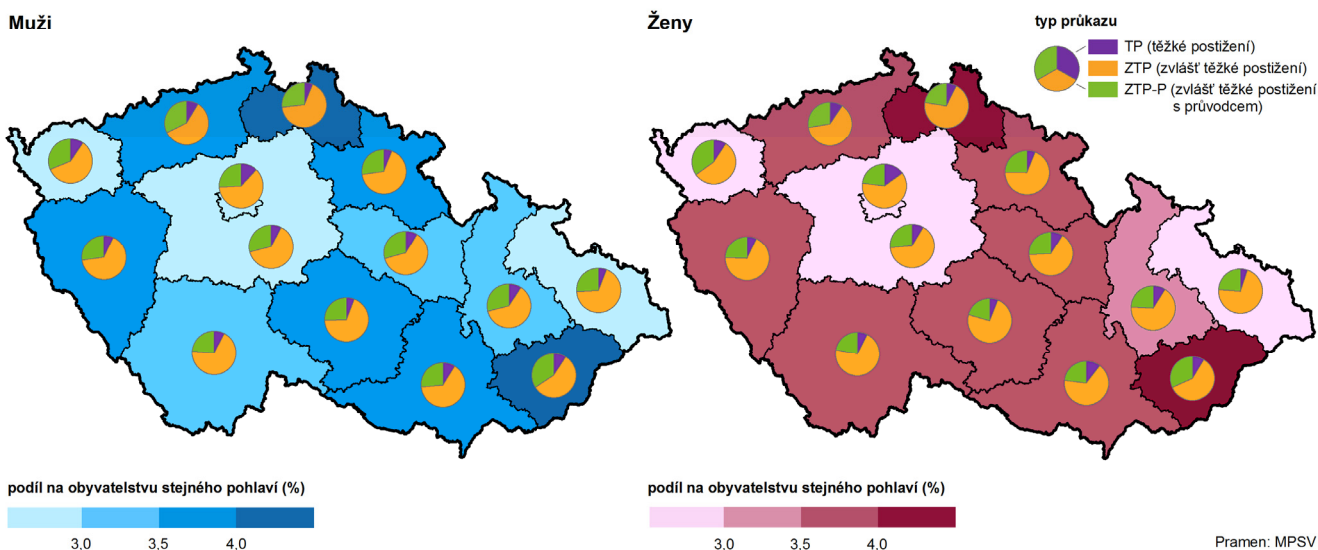 Muži
Ženy
typ průkazu
TP (těžké postižení)
ZTP (zvlášť těžké postižení)
ZTP-P (zvlášť těžké postižení
s průvodcem)
podíl na obyvatelstvu stejného pohlaví (%)
3.0 3.5 4.0
podíl na obyvatelstvu stejného pohlaví (%)
3.0 3.5 4.0
Pramen: MPSV